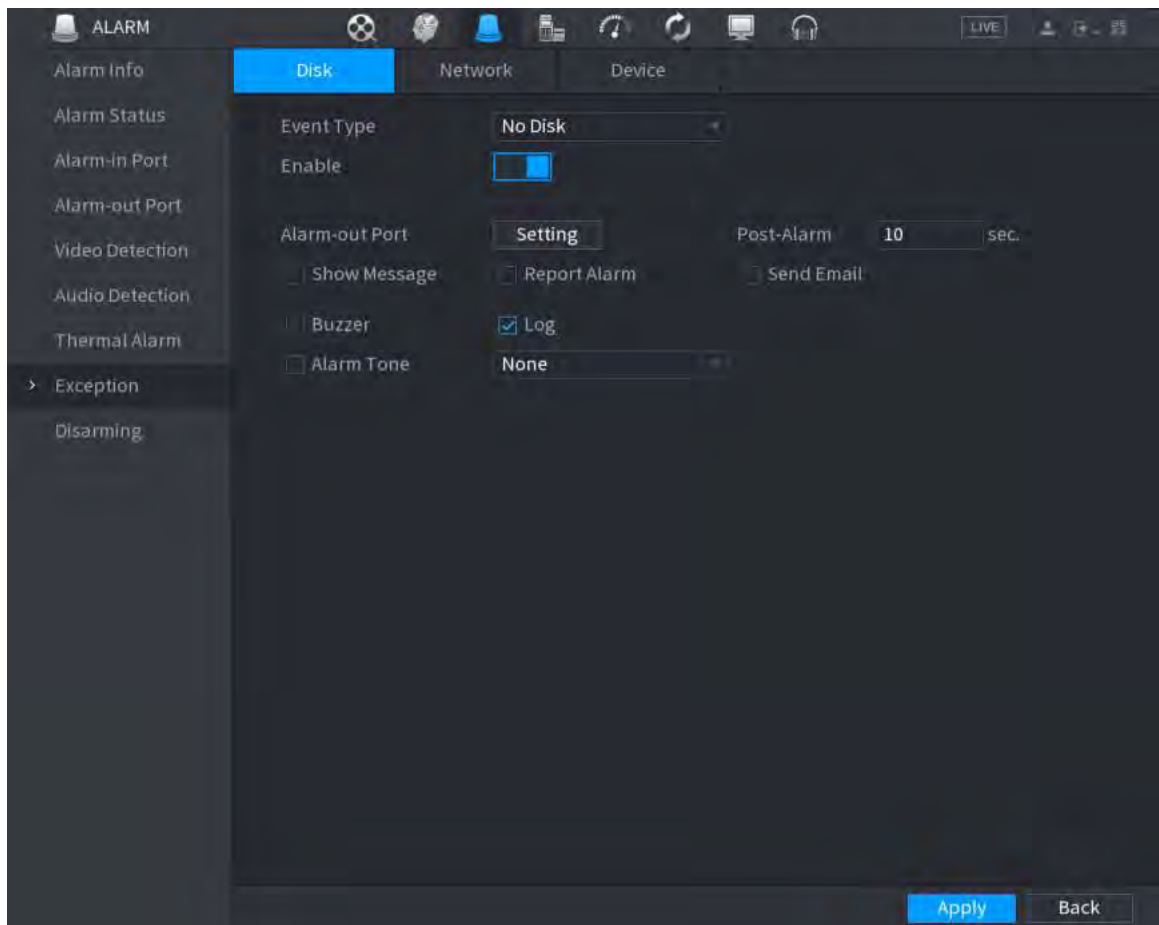 ALARM
LIVE
Alarm Info
Disk Network Device
Alarm Status
Event Type No Disk
Alarm-in Port
Enable
Alarm-out Port
Alarm-out Port Setting Post-Alarm 10 sec.
Video Detection
Show Message Report Alarm Send Email
Audio Detection
Buzzer Log
Thermal Alarm
Alarm Tone None
Exception
Disarming
Apply Back